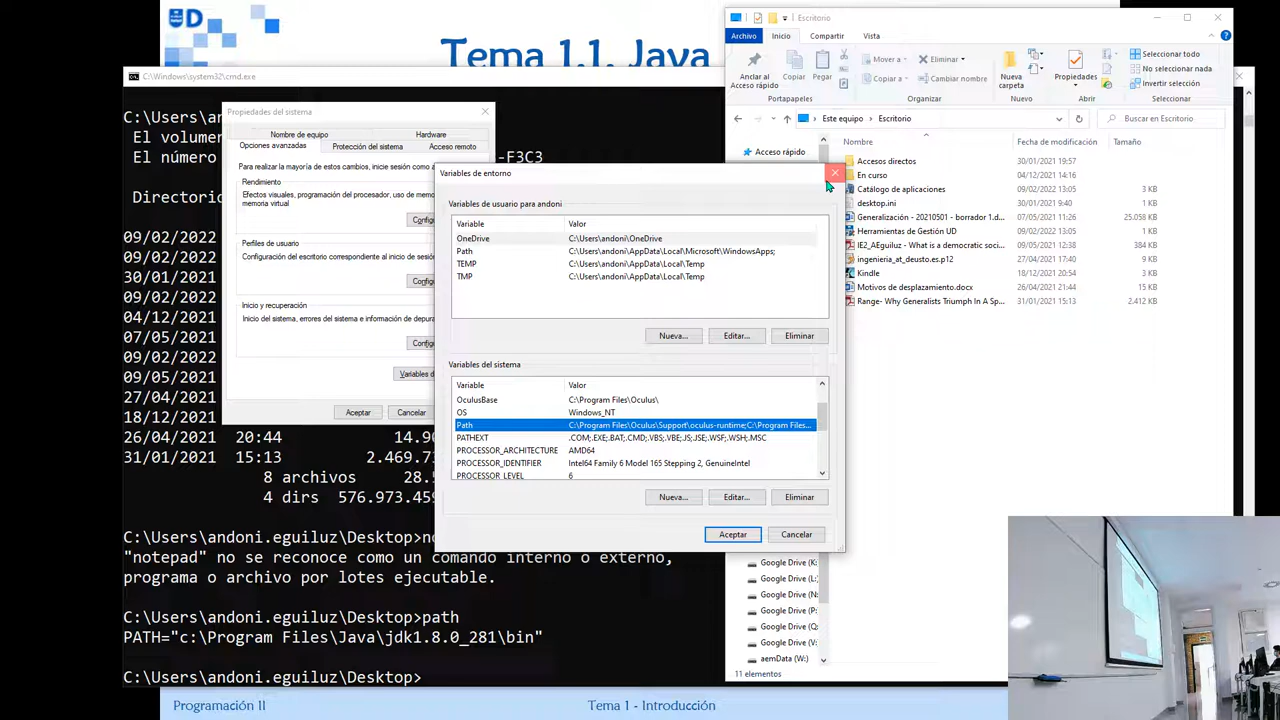 UD
Tema 1.1. Java
C:\Windows\system32\cmd.exe
C:\Users\an
El volumen
El número
-F3C3
Directorio
09/02/2022
09/02/2022
30/01/2021
30/01/2021
04/12/2021
07/05/2021
09/02/2022
09/05/2021
27/04/2021
18/12/2021
26/04/2021 20:44 14.90
31/01/2021 15:13 2.469.7
8 archivos 28.5
4 dirs 576.973.459
C:\Users\andoni.eguiluz\Desktop>no
"notepad" no se reconoce como un comando interno o externo,
programa o archivo por lotes ejecutable.
C:\Users\andoni.eguiluz\Desktop>path
PATH="c:\Program Files\Java\jdk1.8.0_281\bin"
C:\Users\andoni.eguiluz\Desktop>
Propiedades del sistema
Nombre de equipo Hardware
Opciones avanzadas Protección del sistema Acceso remoto
Para realizar la mayoría de estos cambios, inicie sesión como
Rendimiento
Efectos visuales, programación del procesador, uso de memoria
memoria virtual
Config
Perfiles de usuario
Configuración del escritorio correspondiente al inicio de sesión
Config
Inicio y recuperación
Inicio del sistema, errores del sistema e información de depura
Config
Variables d
Aceptar Cancelar
Variables de entorno
Variables de usuario para andoni
Variable Valor
OneDrive C:\Users\andoni\OneDrive
Path C:\Users\andoni\AppData\Local\Microsoft\WindowsApps;
TEMP C:\Users\andoni\AppData\Local\Temp
TMP C:\Users\andoni\AppData\Local\Temp
Nueva... Editar... Eliminar
Variables del sistema
Variable Valor
OculusBase C:\Program Files\Oculus\
OS Windows_NT
Path C:\Program Files\Oculus\Support\oculus-runtime;C:\Program Files...
PATHEXT .COM;.EXE;.BAT;.CMD;.VBS;.VBE;.JS;.JSE;.WSF;.WSH;.MSC
PROCESSOR_ARCHITECTURE AMD64
PROCESSOR_IDENTIFIER Intel64 Family 6 Model 165 Stepping 2, GenuineIntel
PROCESSOR_LEVEL 6
Nueva... Editar... Eliminar
Aceptar Cancelar
Escritorio
Archivo Inicio Compartir Vista
Anclar al
Acceso rápido
Copiar
Pegar
Portapapeles
Mover a
Copiar a
Eliminar
Cambiar nombre
Organizar
Nueva
carpeta
Nuevo
Propiedades
Abrir
Seleccionar todo
No seleccionar nada
Invertir selección
Seleccionar
Este equipo Escritorio
Buscar en Escritorio
Acceso rápido
Nombre Fecha de modificación Tamaño
Accesos directos 30/01/2021 19:57
En curso 04/12/2021 14:16
Catálogo de aplicaciones 09/02/2022 13:05 3 KB
desktop.ini 30/01/2021 9:40 1 KB
Generalización - 20210501 - borrador 1.d... 07/05/2021 11:26 25.058 KB
Herramientas de Gestión UD 09/02/2022 13:05 2 KB
IE2_AEguiluz - What is a democratic soci... 09/05/2021 12:38 384 KB
ingenieria_at_deusto.es.p12 27/04/2021 17:40 9 KB
Kindle 18/12/2021 20:54 3 KB
Motivos de desplazamiento.docx 26/04/2021 21:44 15 KB
Range- Why Generalists Triumph In A Sp... 31/01/2021 15:13 2.412 KB
Google Drive (K:
Google Drive (L:
Google Drive (N:
Google Drive (P:
Google Drive (Q:
Google Drive (V:
aemData (W:)
11 elementos
Programación II
Tema 1 - Introducción